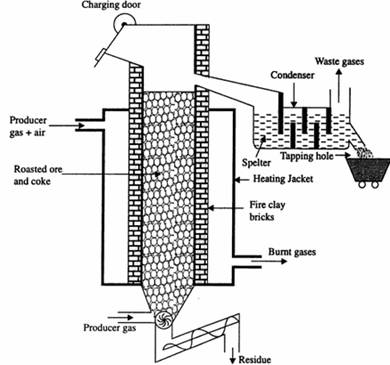 Charging door
Waste gases
Condenser
Producer
gas + air
Spelter
Tapping hole
Roasted ore
and coke
Heating Jacket
Fire clay
bricks
Burnt gases
Producer gas
Residue